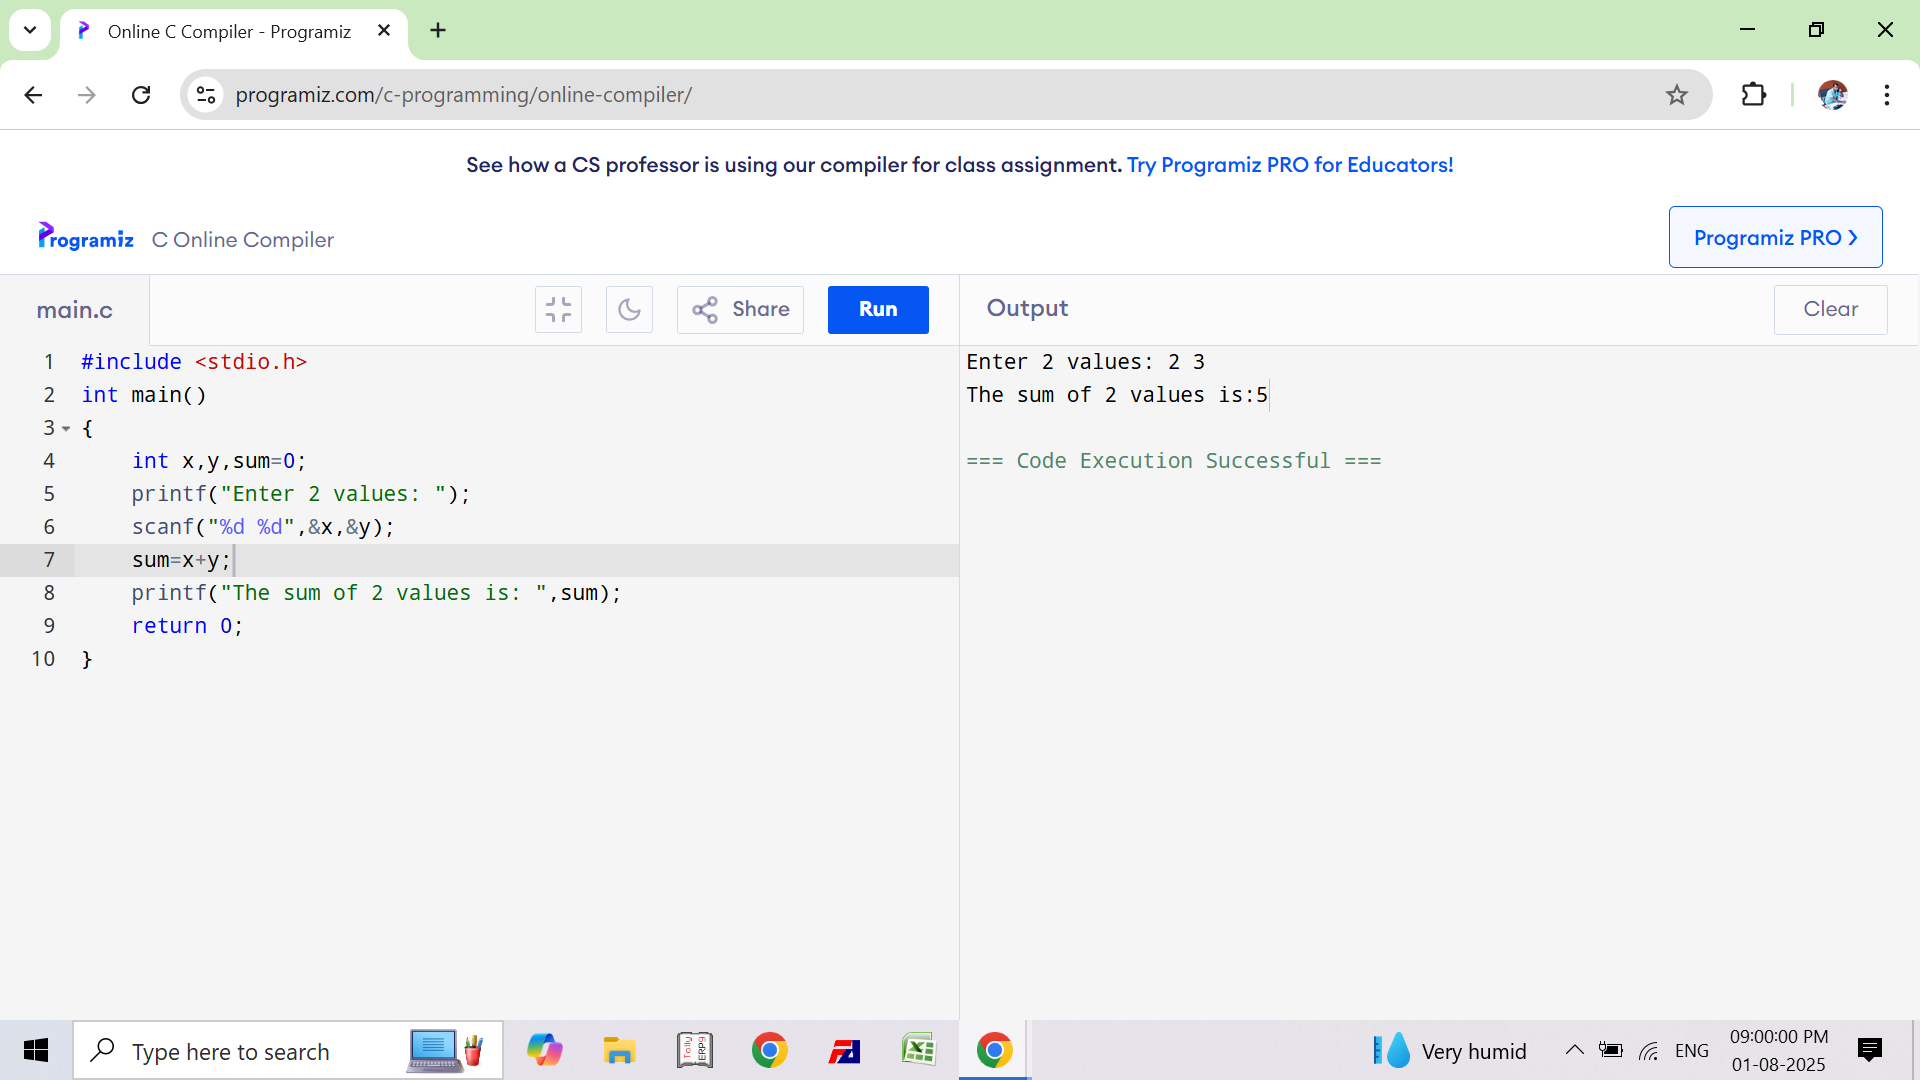 Online C Compiler - Programiz
programiz.com/c-programming/online-compiler/
See how a CS professor is using our compiler for class assignment. Try Programiz PRO for Educators!
Programiz C Online Compiler
Programiz PRO ❯
main.c
Share
Run
Output
Clear
1 #include <stdio.h>
2 int main()
3 {
4 int x,y,sum=0;
5 printf("Enter 2 values: ");
6 scanf("%d %d",&x,&y);
7 sum=x+y;
8 printf("The sum of 2 values is: ",sum);
9 return 0;
10 }
Enter 2 values: 2 3
The sum of 2 values is:5
=== Code Execution Successful ===
Type here to search
Tally
ERP9
Very humid
ENG
09:00:00 PM
01-08-2025